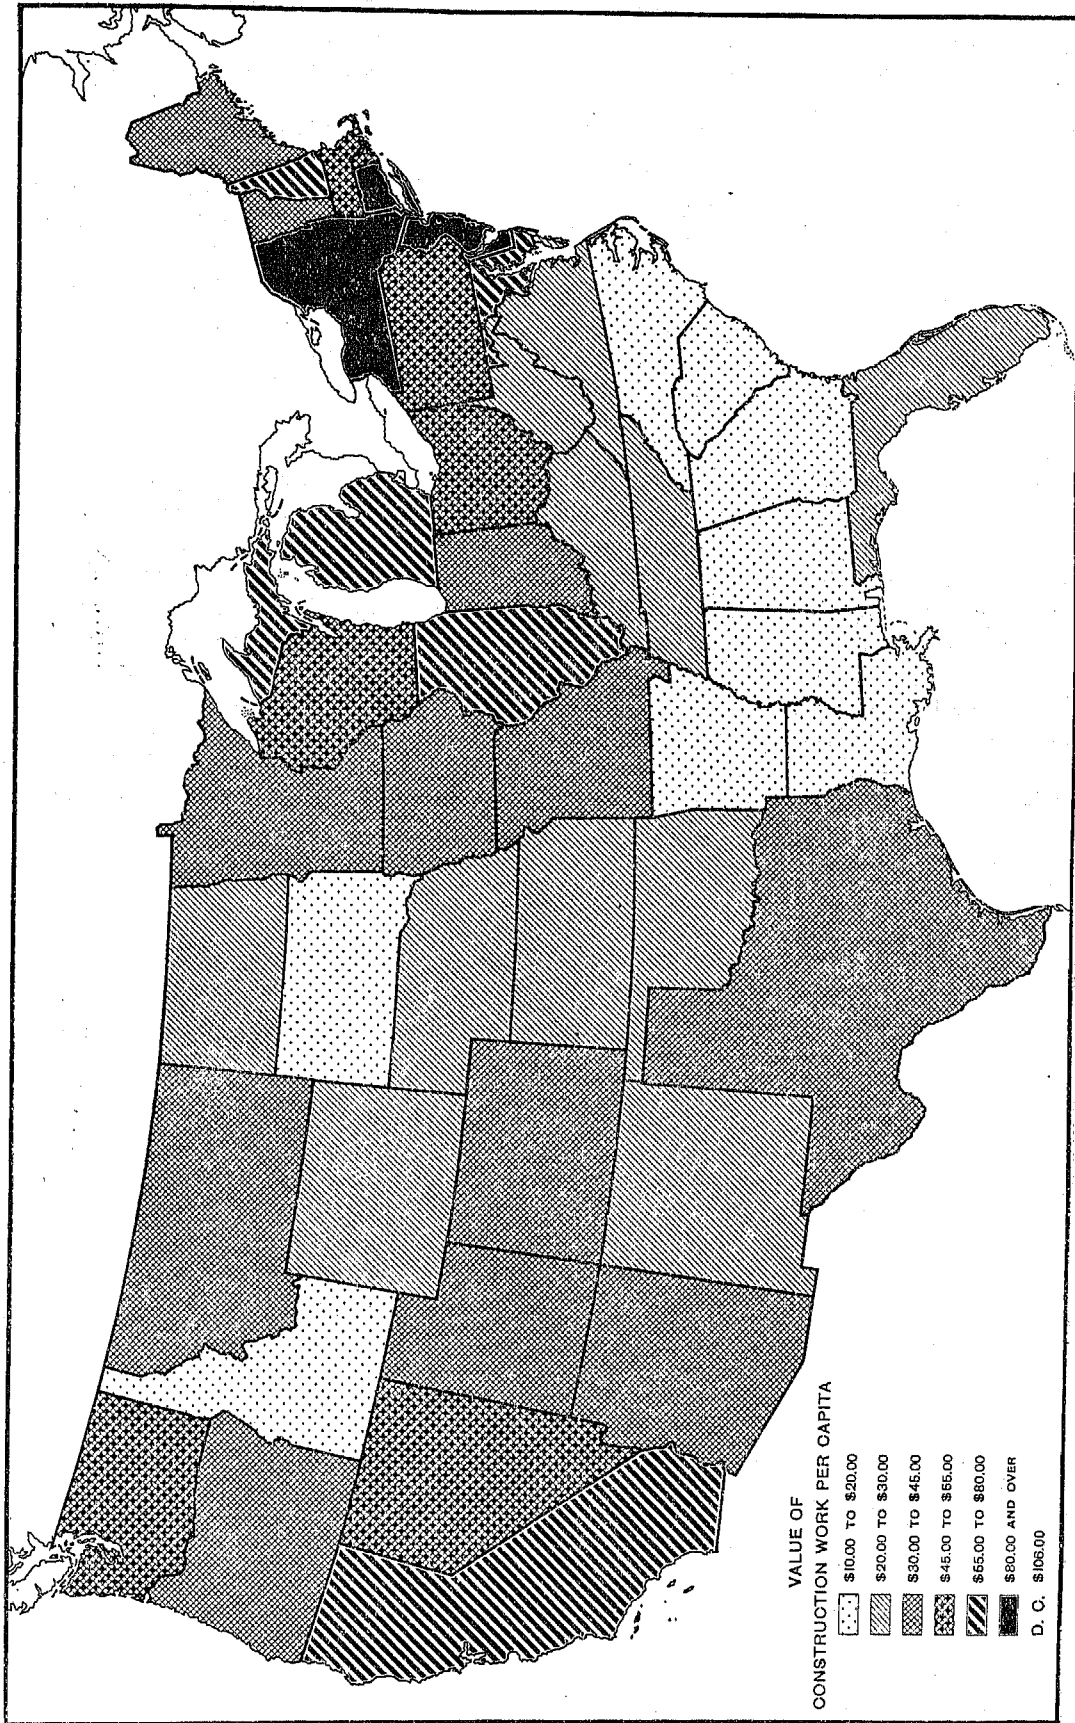 VALUE OF
CONSTRUCTION WORK PER CAPITA
$10.00 TO $20.00
$20.00 TO $30.00
$30.00 TO $45.00
$45.00 TO $55.00
$55.00 TO $80.00
$80.00 AND OVER
D. C. $106.00